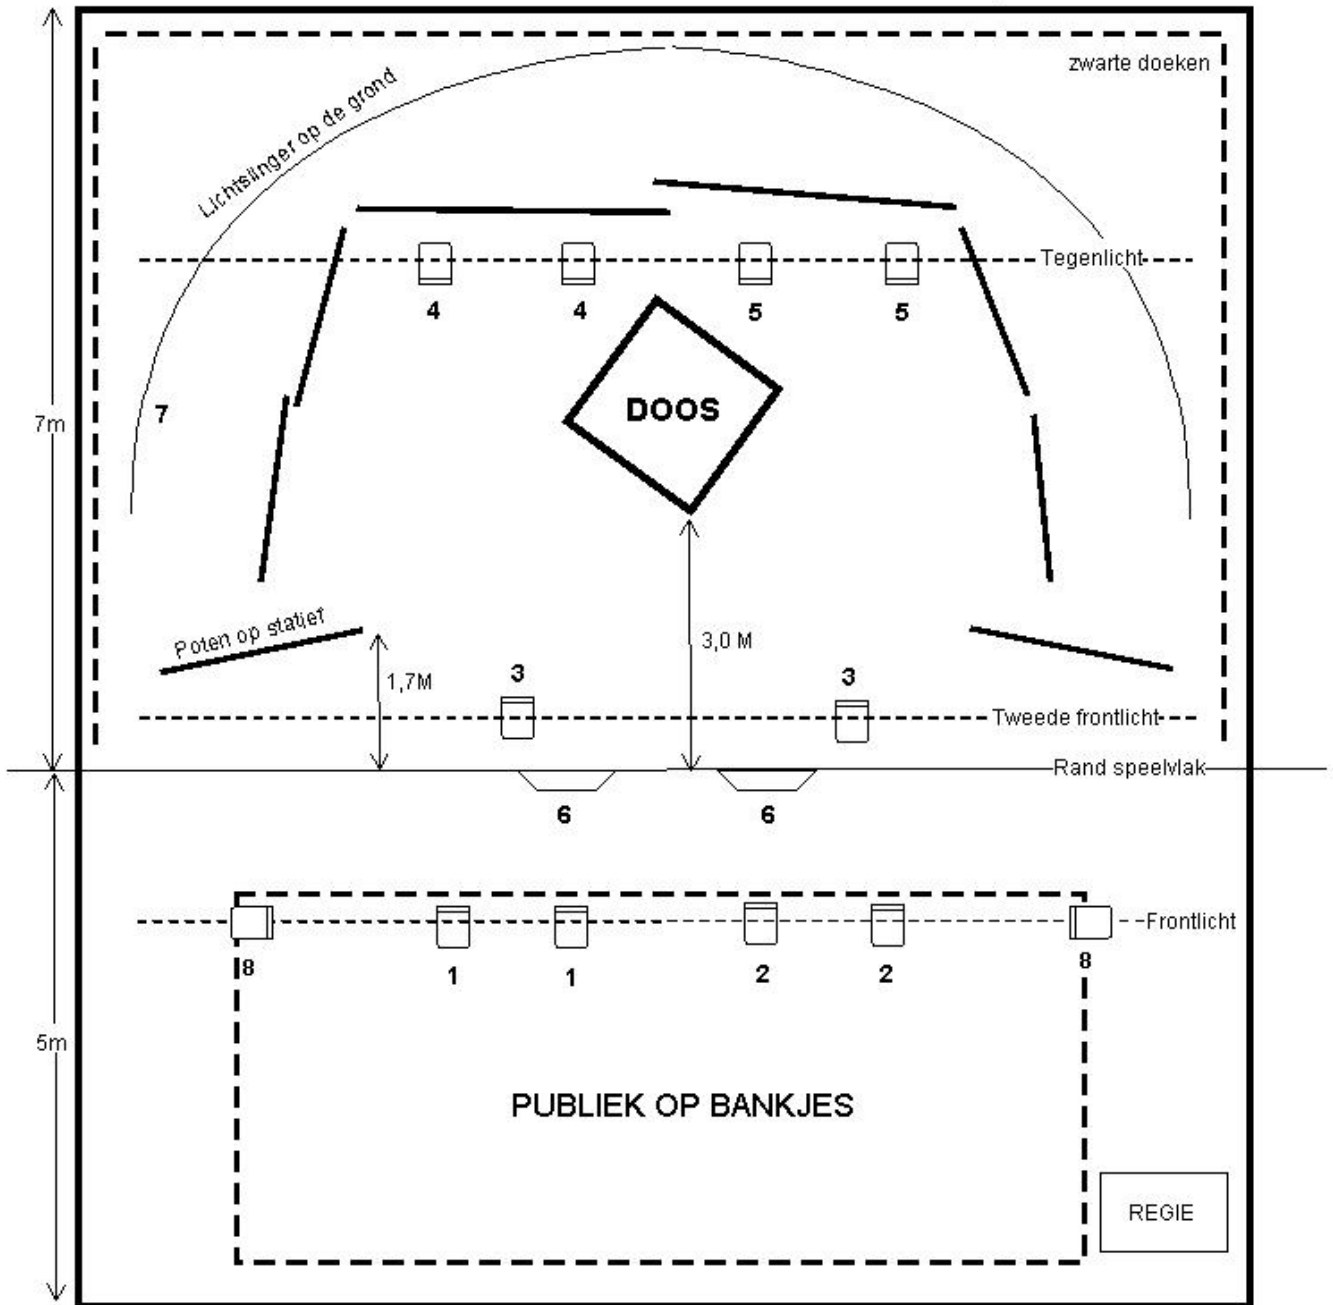 zwarte doeken
Lichtslinger op de grond
Tegenlicht
4
4
5
5
DOOS
7
7m
Poten op statief
3,0 M
1,7M
3
3
Tweede frontlicht
Rand speelvlak
6
6
Frontlicht
8
1
1
2
2
8
5m
PUBLIEK OP BANKJES
REGIE